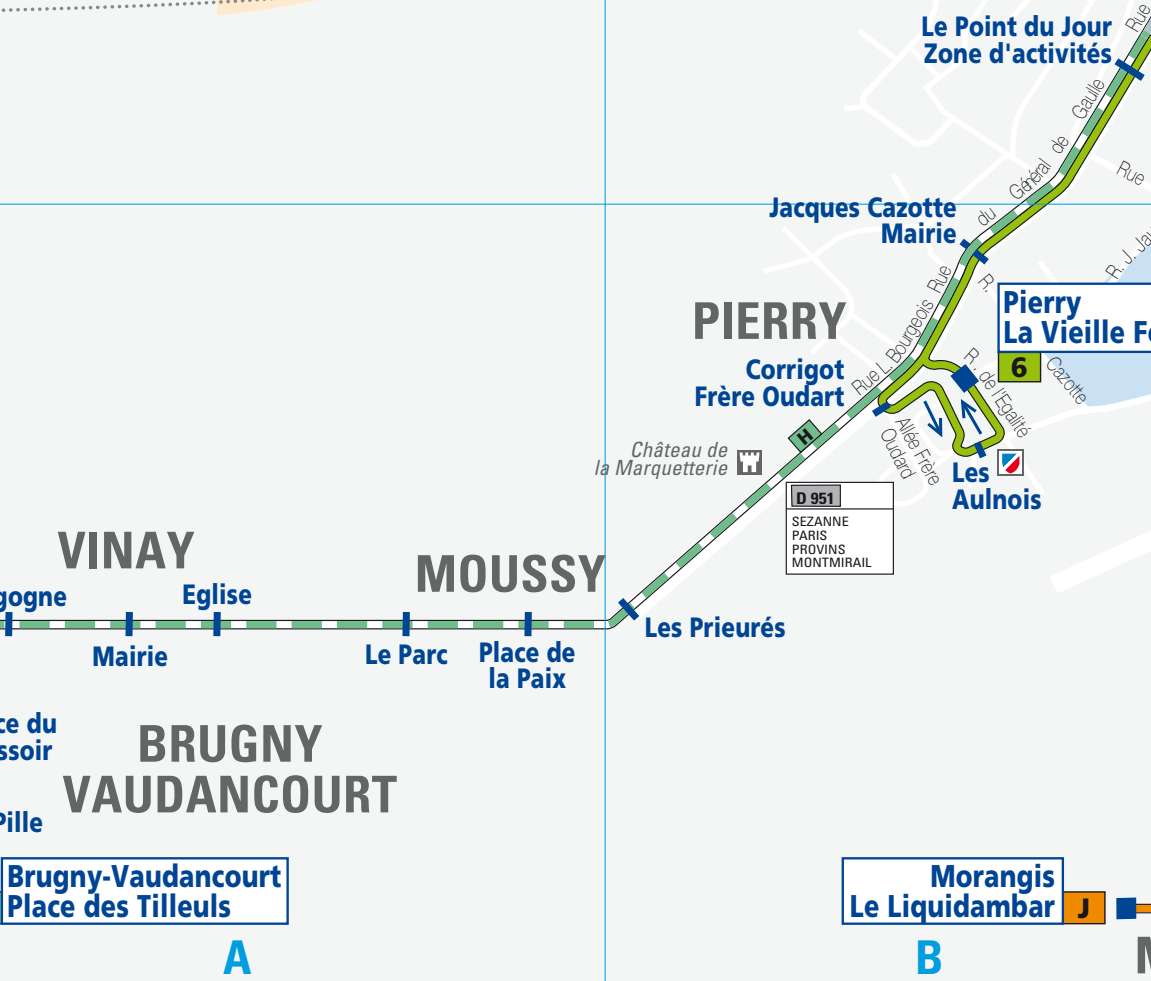 Le Point du Jour
Zone d'activités
Rue
Rue du Général de Gaulle
Rue
Jacques Cazotte
Mairie
R. J. Jau
R.
Cazotte
PIERRY
Pierry
La Vieille Fo
6
Rue L. Bourgeois
Corrigot
Frère Oudart
R. de l'Egalité
Allée Frère
Oudard
H
Château de
la Marquetterie
Les
Aulnois
D 951
SEZANNE
PARIS
PROVINS
MONTMIRAIL
VINAY
MOUSSY
gogne
Eglise
Mairie
Le Parc
Place de
la Paix
Les Prieurés
ce du
ssoir
BRUGNY
VAUDANCOURT
Pille
Brugny-Vaudancourt
Place des Tilleuls
Morangis
Le Liquidambar
J
A
B